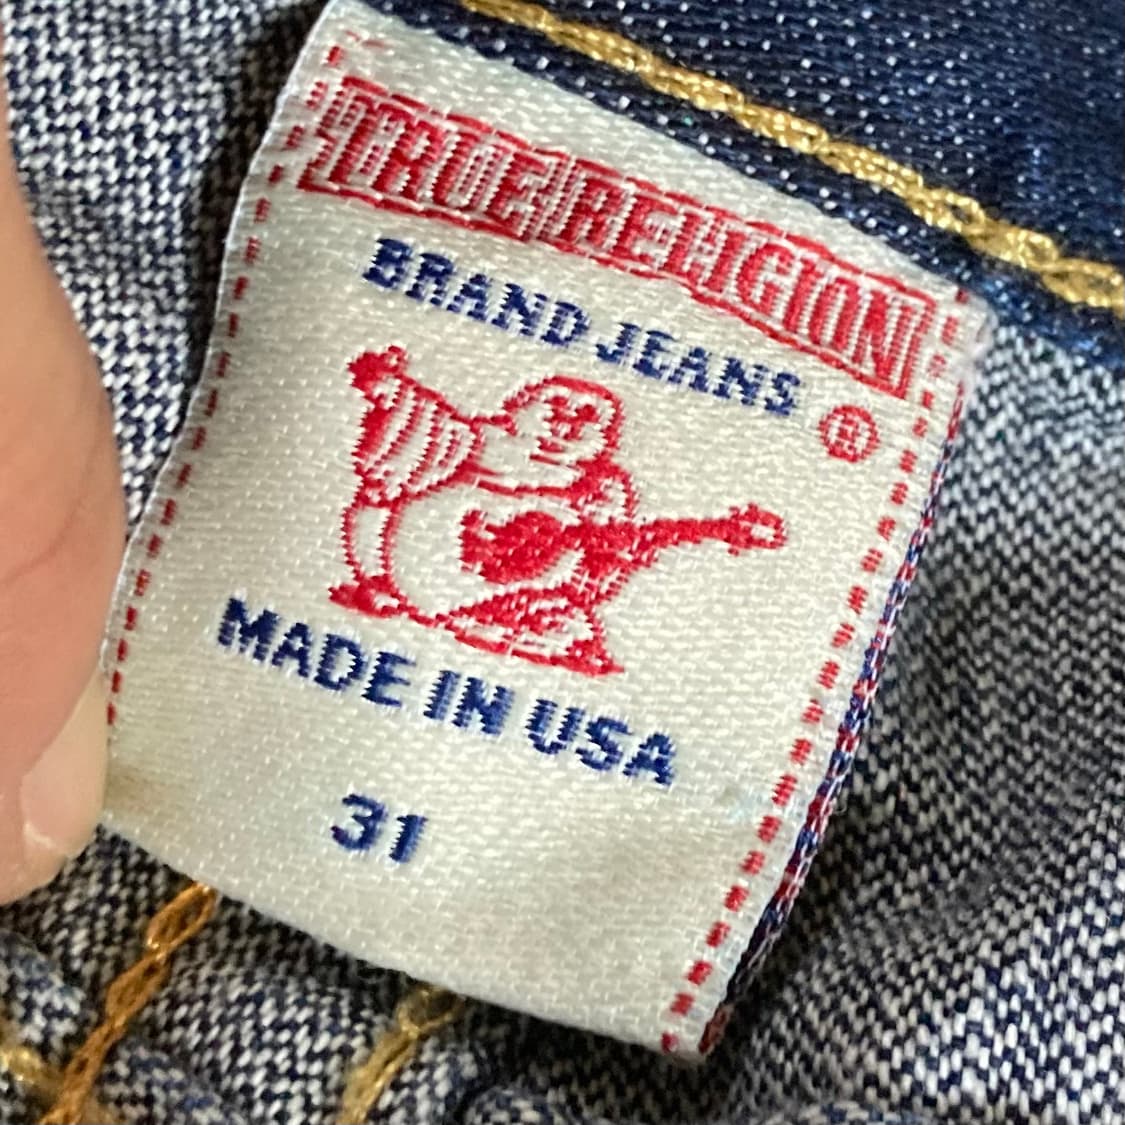 TRUE RELIGION
BRAND JEANS
®
MADE IN USA
31